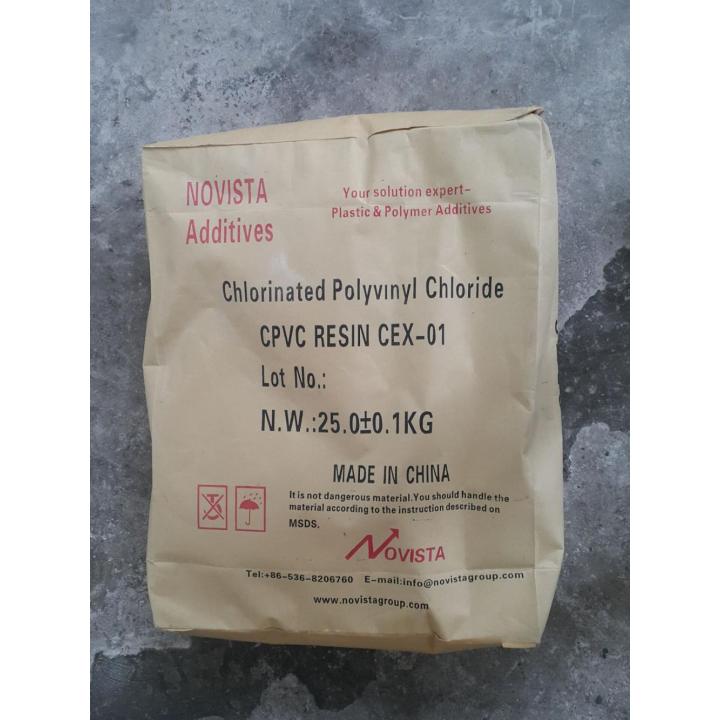 NOVISTA
Additives
Your solution expert-
Plastic & Polymer Additives
Chlorinated Polyvinyl Chloride
CPVC RESIN CEX-01
Lot No.:
N.W.:25.0±0.1KG
MADE IN CHINA
It is not dangerous material.You should handle the
material according to the instruction described on
MSDS.
NOVISTA
Tel:+86-536-8206760 E-mail:info@novistagroup.com
www.novistagroup.com